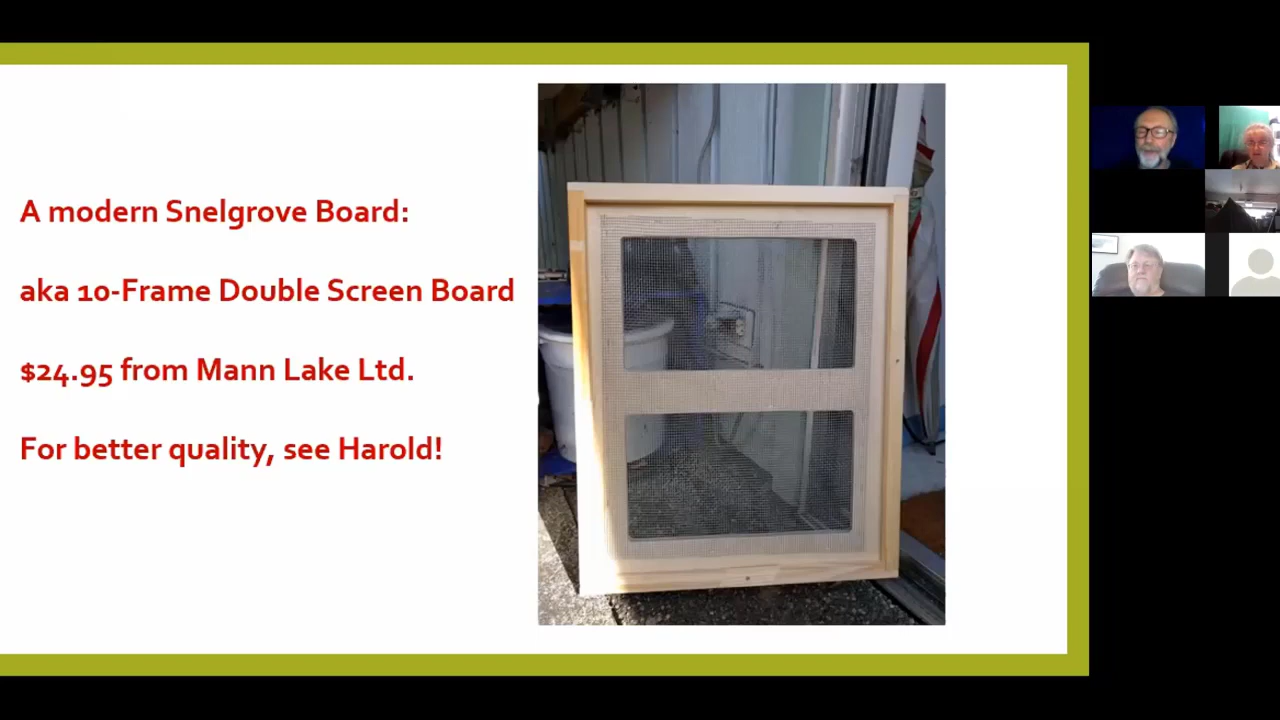 A modern Snelgrove Board:
aka 10-Frame Double Screen Board
$24.95 from Mann Lake Ltd.
For better quality, see Harold!